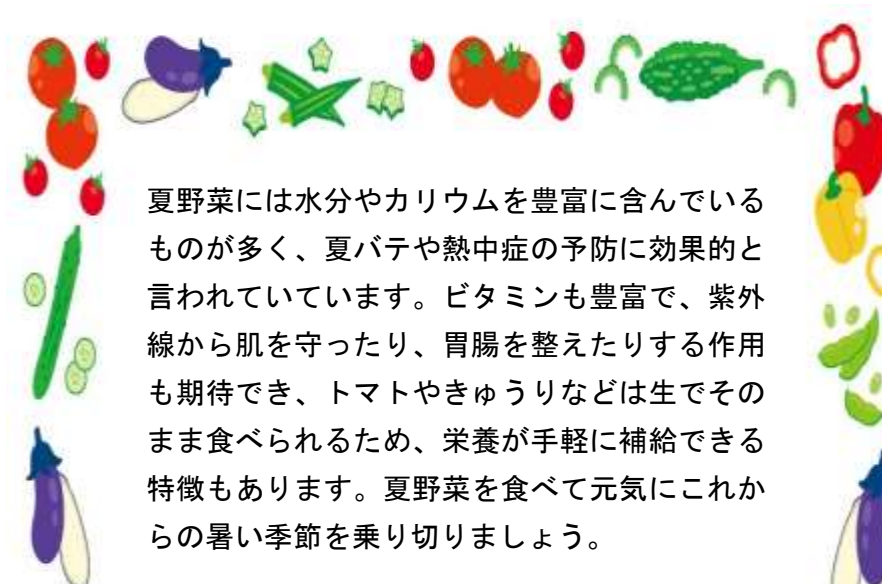 夏野菜には水分やカリウムを豊富に含んでいる
ものが多く、夏バテや熱中症の予防に効果的と
言われていています。ビタミンも豊富で、紫外
線から肌を守ったり、胃腸を整えたりする作用
も期待でき、トマトやきゅうりなどは生でその
まま食べられるため、栄養が手軽に補給できる
特徴もあります。夏野菜を食べて元気にこれか
らの暑い季節を乗り切りましょう。